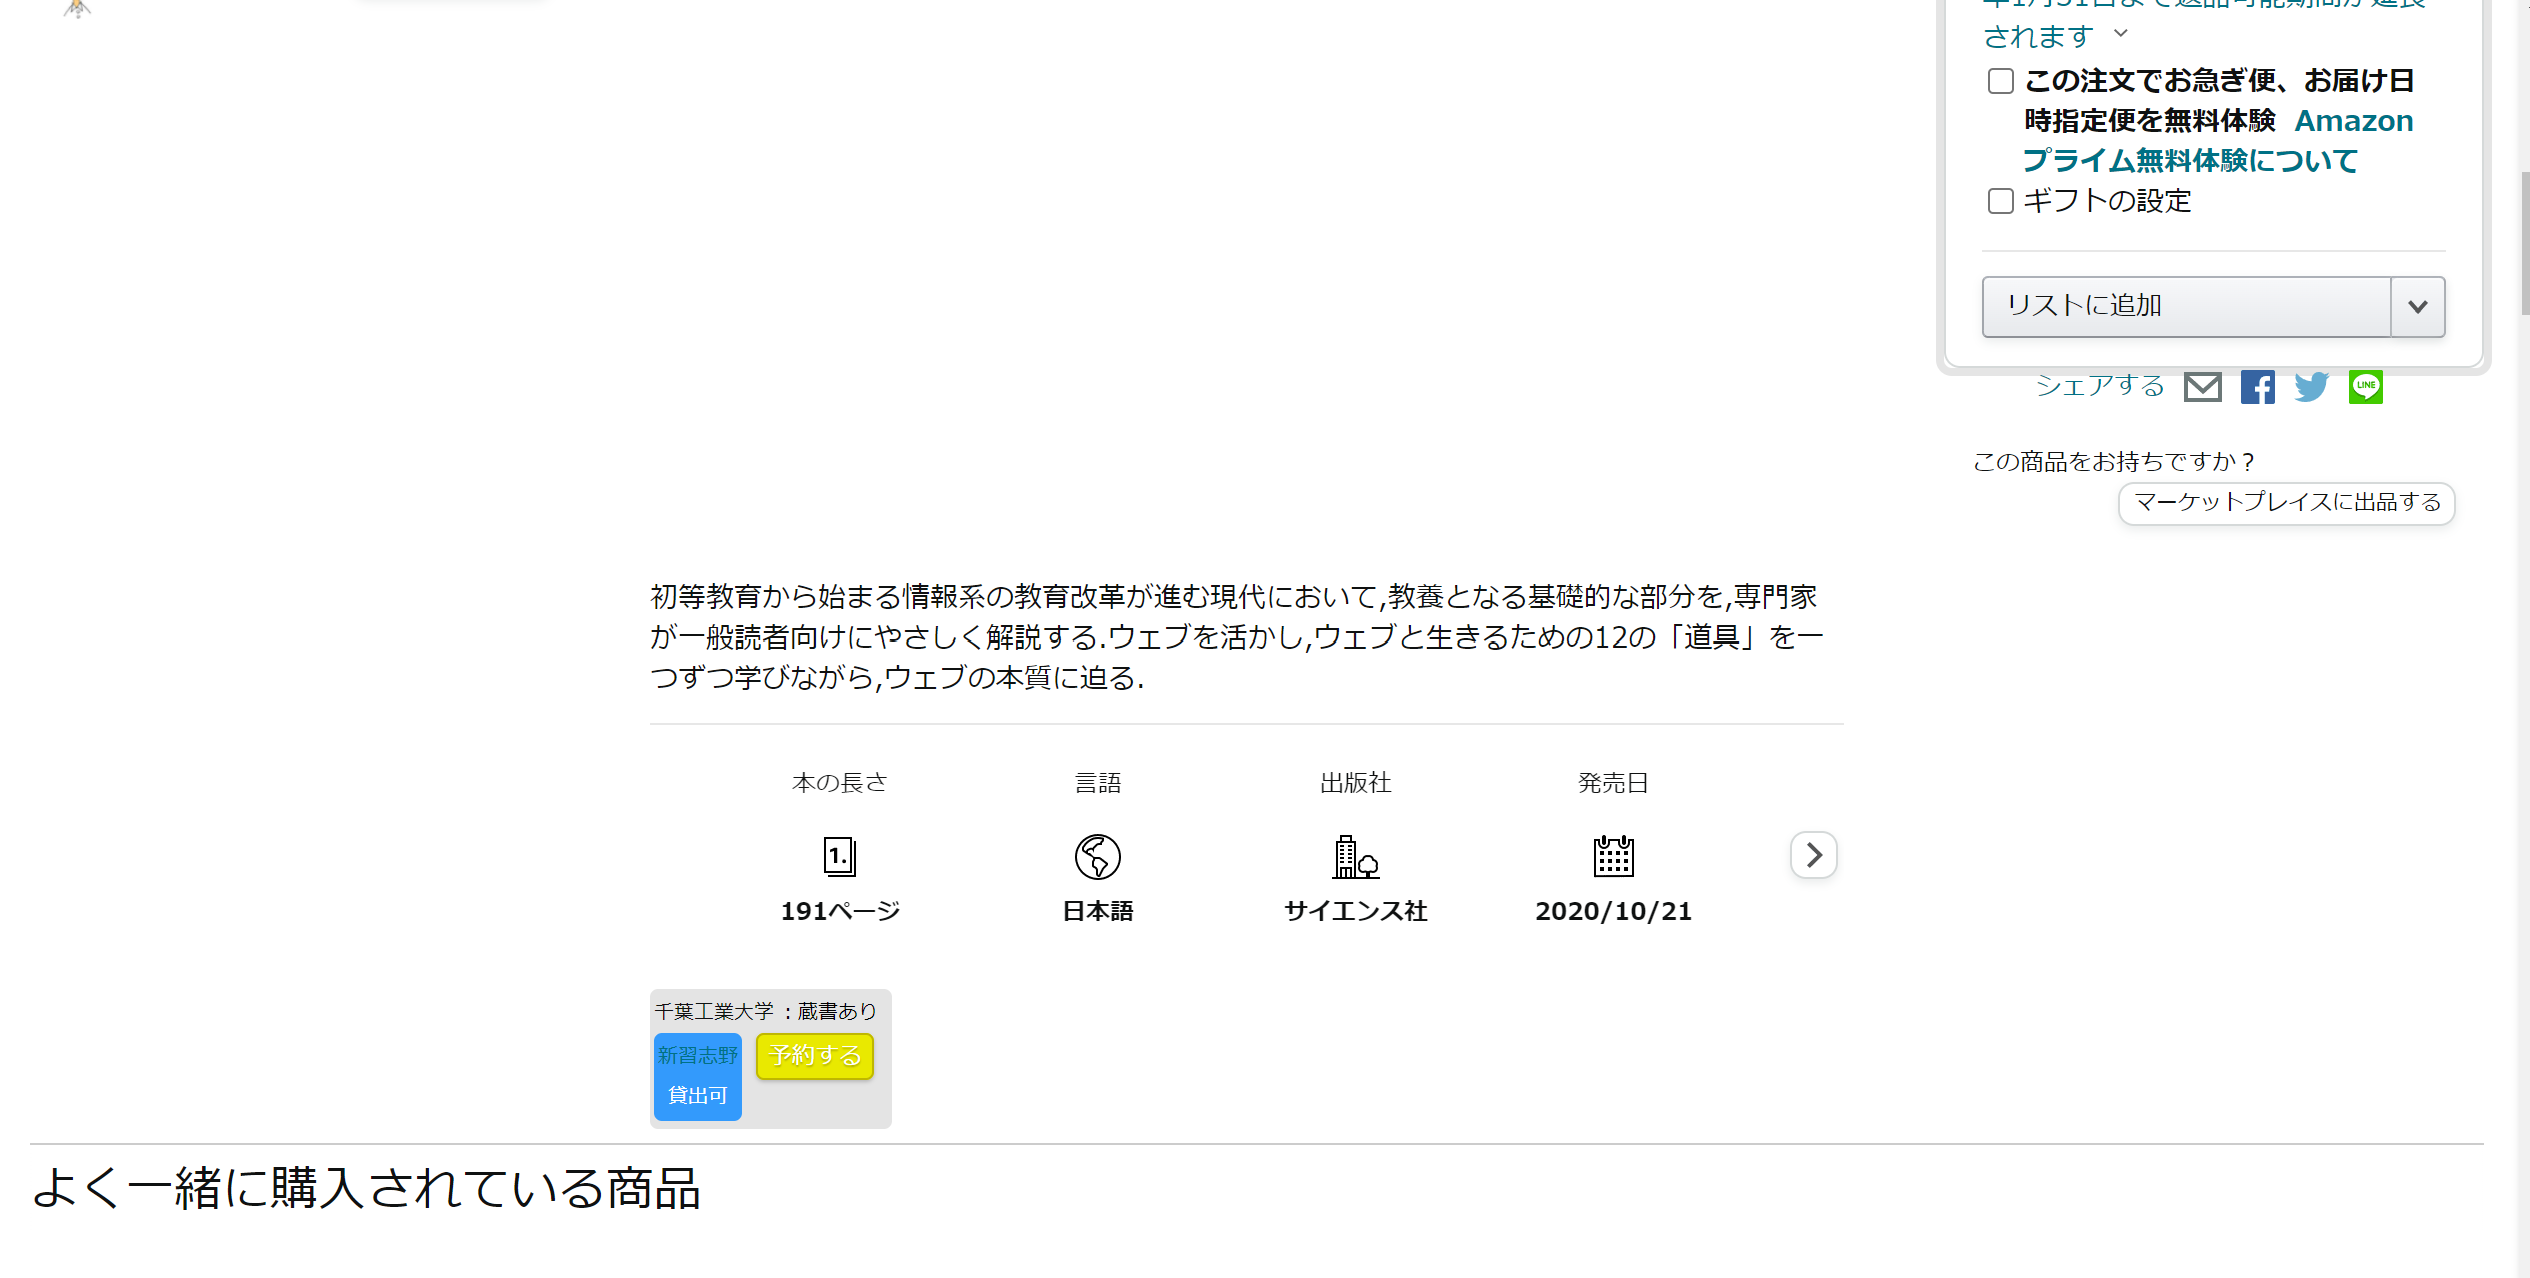 されます
この注文でお急ぎ便、お届け日
時指定便を無料体験 Amazon
プライム無料体験について
ギフトの設定
リストに追加
シェアする
LINE
この商品をお持ちですか？
マーケットプレイスに出品する
初等教育から始まる情報系の教育改革が進む現代において,教養となる基礎的な部分を,専門家
が一般読者向けにやさしく解説する.ウェブを活かし,ウェブと生きるための12の「道具」を一
つずつ学びながら,ウェブの本質に迫る.
本の長さ 言語 出版社 発売日
1.
191ページ 日本語 サイエンス社 2020/10/21
千葉工業大学 : 蔵書あり
新習志野 予約する
貸出可
よく一緒に購入されている商品